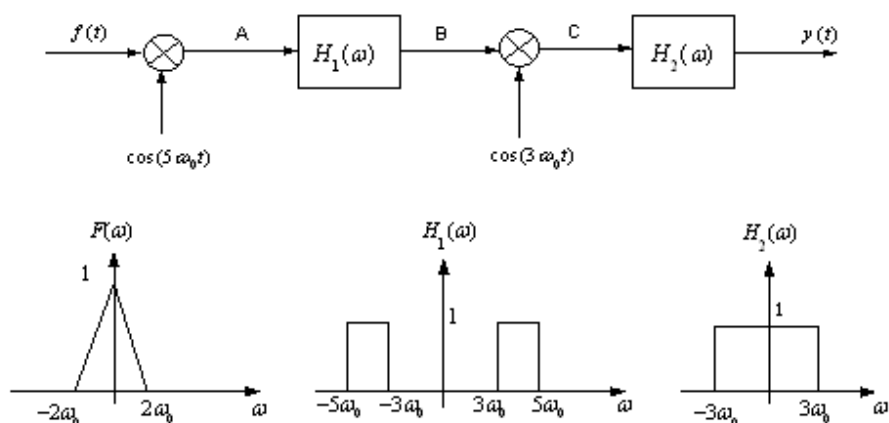 f(t) A H₁(ω) B C H₂(ω) y(t)
cos(5ω₀t) cos(3ω₀t)
F(ω) H₁(ω) H₂(ω)
1 1 1
−2ω₀ 2ω₀ ω −5ω₀ −3ω₀ 3ω₀ 5ω₀ ω −3ω₀ 3ω₀ ω